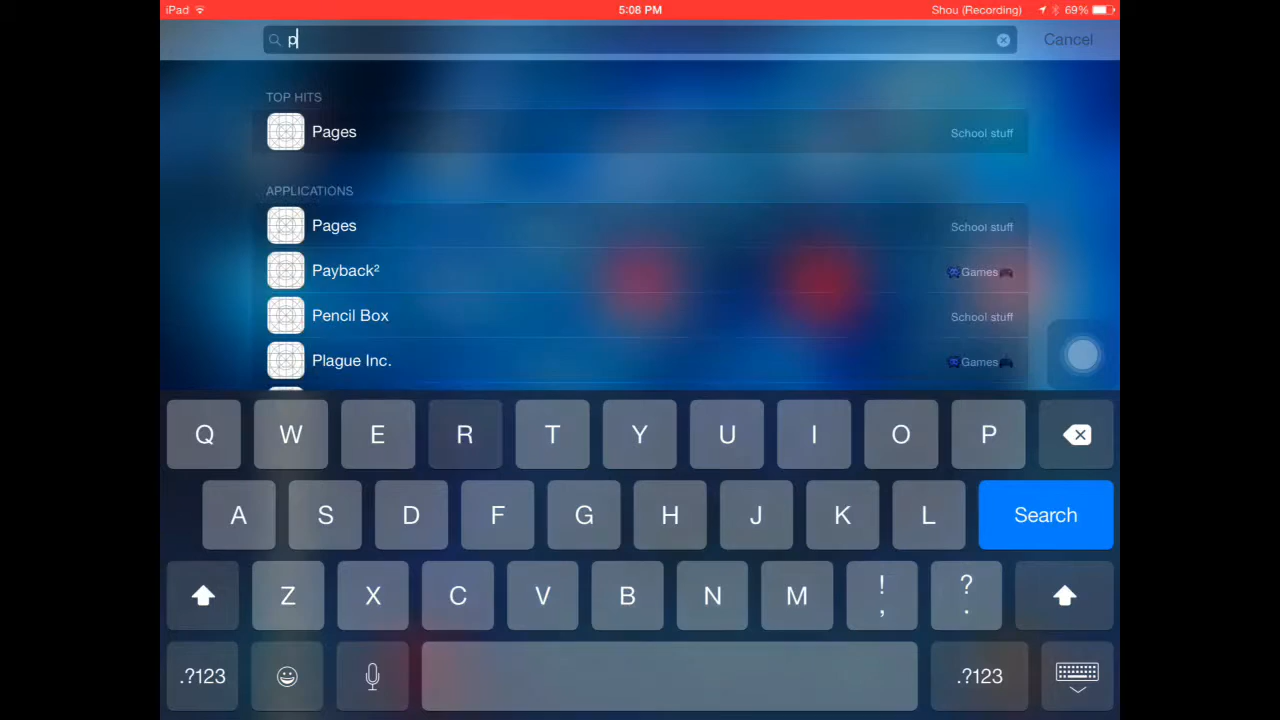 iPad 5:08 PM Shou (Recording) 69%
p Cancel
TOP HITS
Pages School stuff
APPLICATIONS
Pages School stuff
Payback² 👾Games🎮
Pencil Box School stuff
Plague Inc. 👾Games🎮
Q W E R T Y U I O P
A S D F G H J K L Search
Z X C V B N M ! , ? .
.?123 .?123